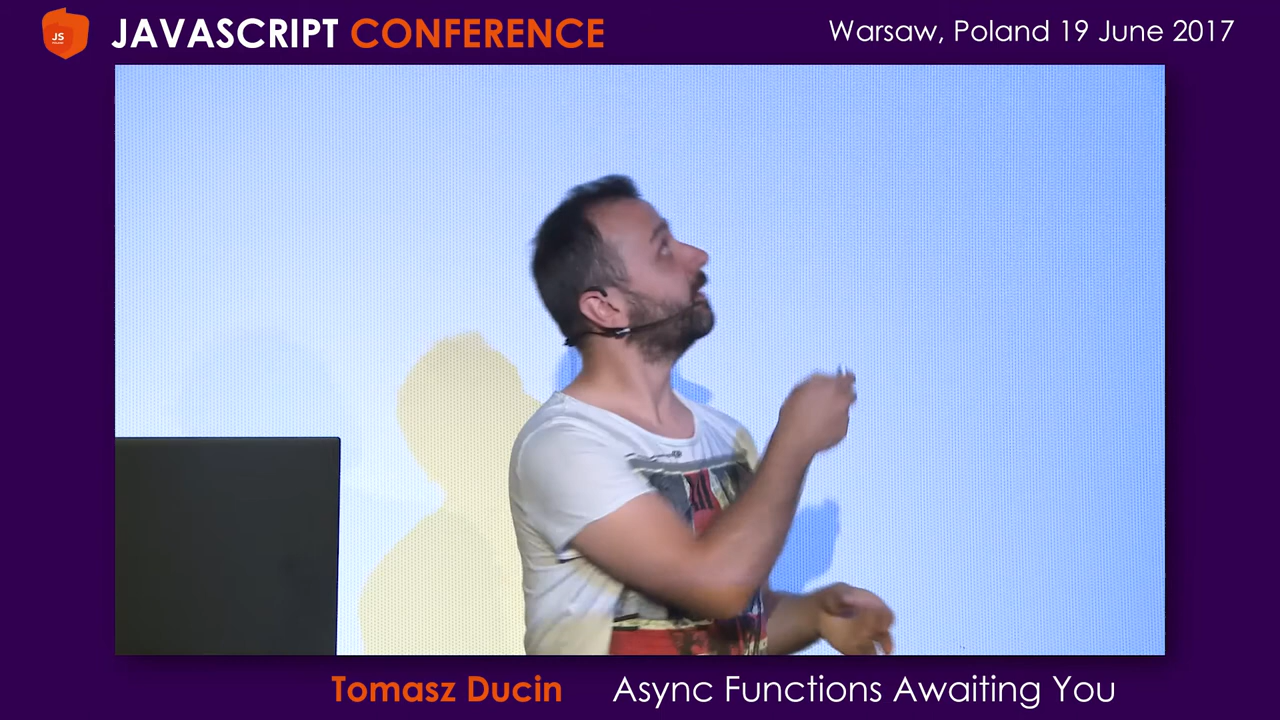 JS
JAVASCRIPT CONFERENCE
Warsaw, Poland 19 June 2017
Tomasz Ducin Async Functions Awaiting You